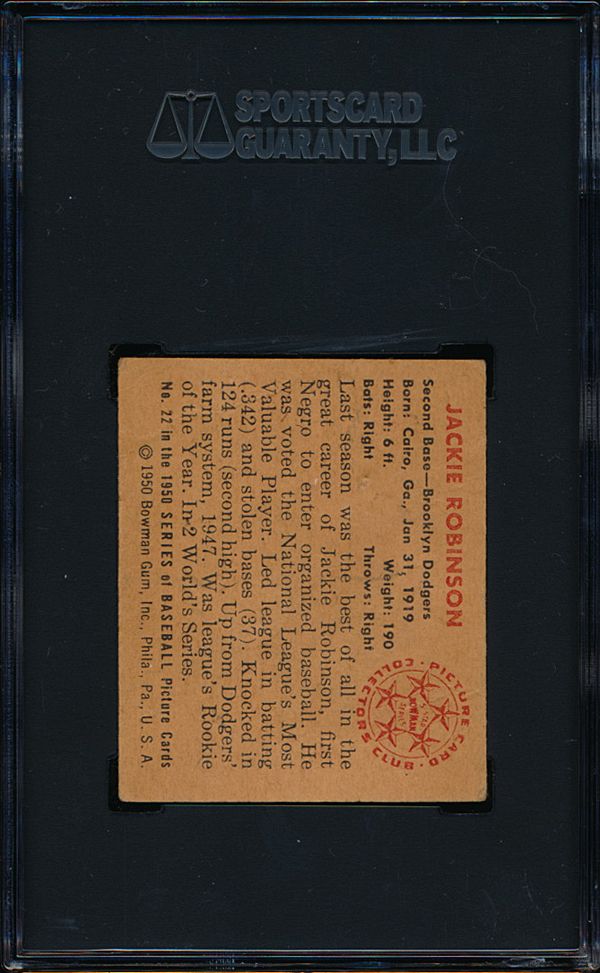 SPORTSCARD
GUARANTY, LLC
JACKIE ROBINSON
Second Base—Brooklyn Dodgers
Born: Cairo, Ga., Jan 31, 1919
Height: 6 ft. Weight: 190
Bats: Right Throws: Right
PICTURE CARD
COLLECTORS CLUB
BOWMAN
Last season was the best of all in the
great career of Jackie Robinson, first
Negro to enter organized baseball. He
was voted the National League's Most
Valuable Player. Led league in batting
(.342) and stolen bases (37). Knocked in
124 runs (second high). Up from Dodgers'
farm system, 1947. Was league's Rookie
of the Year. In 2 World's Series.
No. 22 in the 1950 SERIES of BASEBALL Picture Cards
© 1950 Bowman Gum, Inc., Phila., Pa., U. S. A.